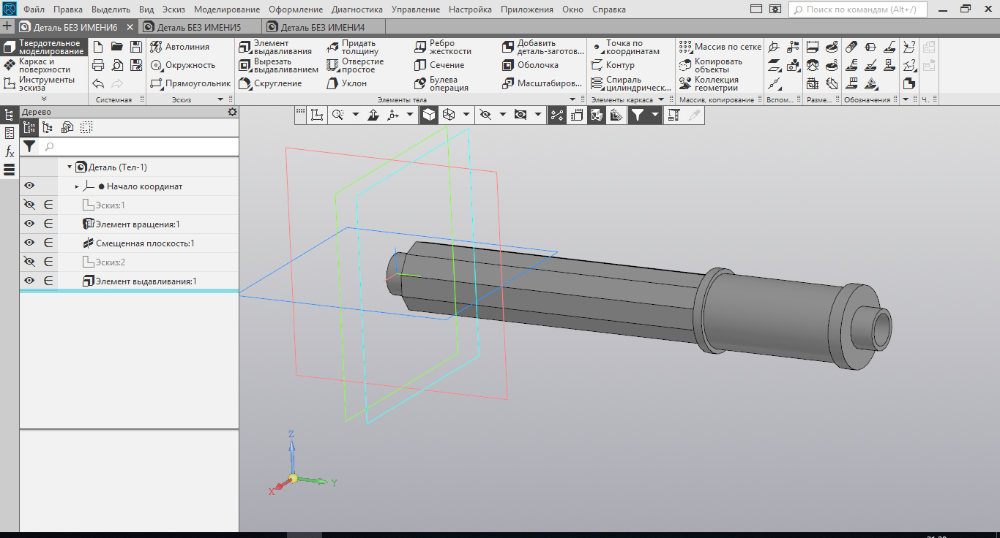 Файл Правка Выделить Вид Эскиз Моделирование Оформление Диагностика Управление Настройка Приложения Окно Справка Поиск по командам (Alt+/)
Деталь БЕЗ ИМЕНИ6 Деталь БЕЗ ИМЕНИ5 Деталь БЕЗ ИМЕНИ4
Твердотельное моделирование
Каркас и поверхности
Инструменты эскиза
Системная
Автолиния
Окружность
Прямоугольник
Эскиз
Элемент выдавливания
Вырезать выдавливанием
Скругление
Придать толщину
Отверстие простое
Уклон
Ребро жесткости
Сечение
Булева операция
Добавить деталь-заготов...
Оболочка
Масштабиров...
Элементы тела
Точка по координатам
Контур
Спираль цилиндрическ...
Элементы каркаса
Массив по сетке
Копировать объекты
Коллекция геометрии
Массив, копирование
Вспом...
Разме...
Обозначения
Ч...
Дерево
Деталь (Тел-1)
Начало координат
Эскиз:1
Элемент вращения:1
Смещенная плоскость:1
Эскиз:2
Элемент выдавливания:1
fx
Z
X
Y